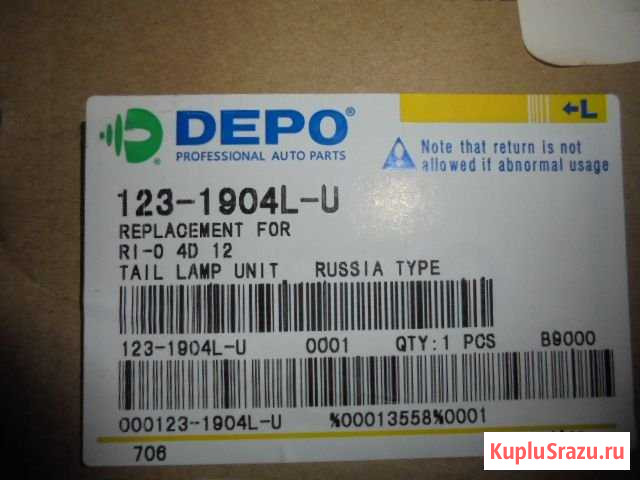 DEPO®
PROFESSIONAL AUTO PARTS
←L
Note that return is not
allowed if abnormal usage
123-1904L-U
REPLACEMENT FOR
RI-O 4D 12
TAIL LAMP UNIT RUSSIA TYPE
123-1904L-U 0001 QTY:1 PCS B9000
000123-1904L-U %00013558%0001
706
KupluSrazu.ru